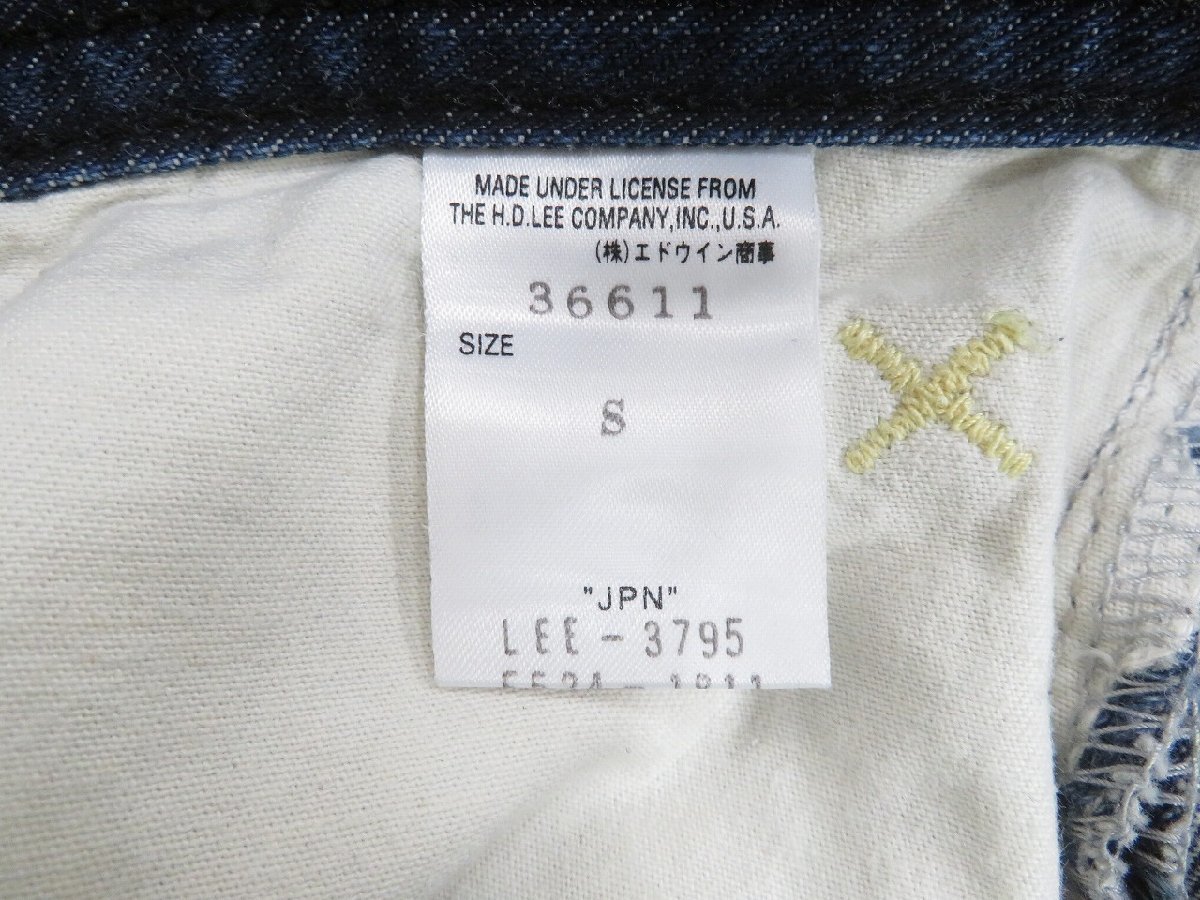 MADE UNDER LICENSE FROM
THE H.D.LEE COMPANY,INC.,U.S.A.
(株)エドウイン商事
36611
SIZE
S
"JPN"
LEE-3795